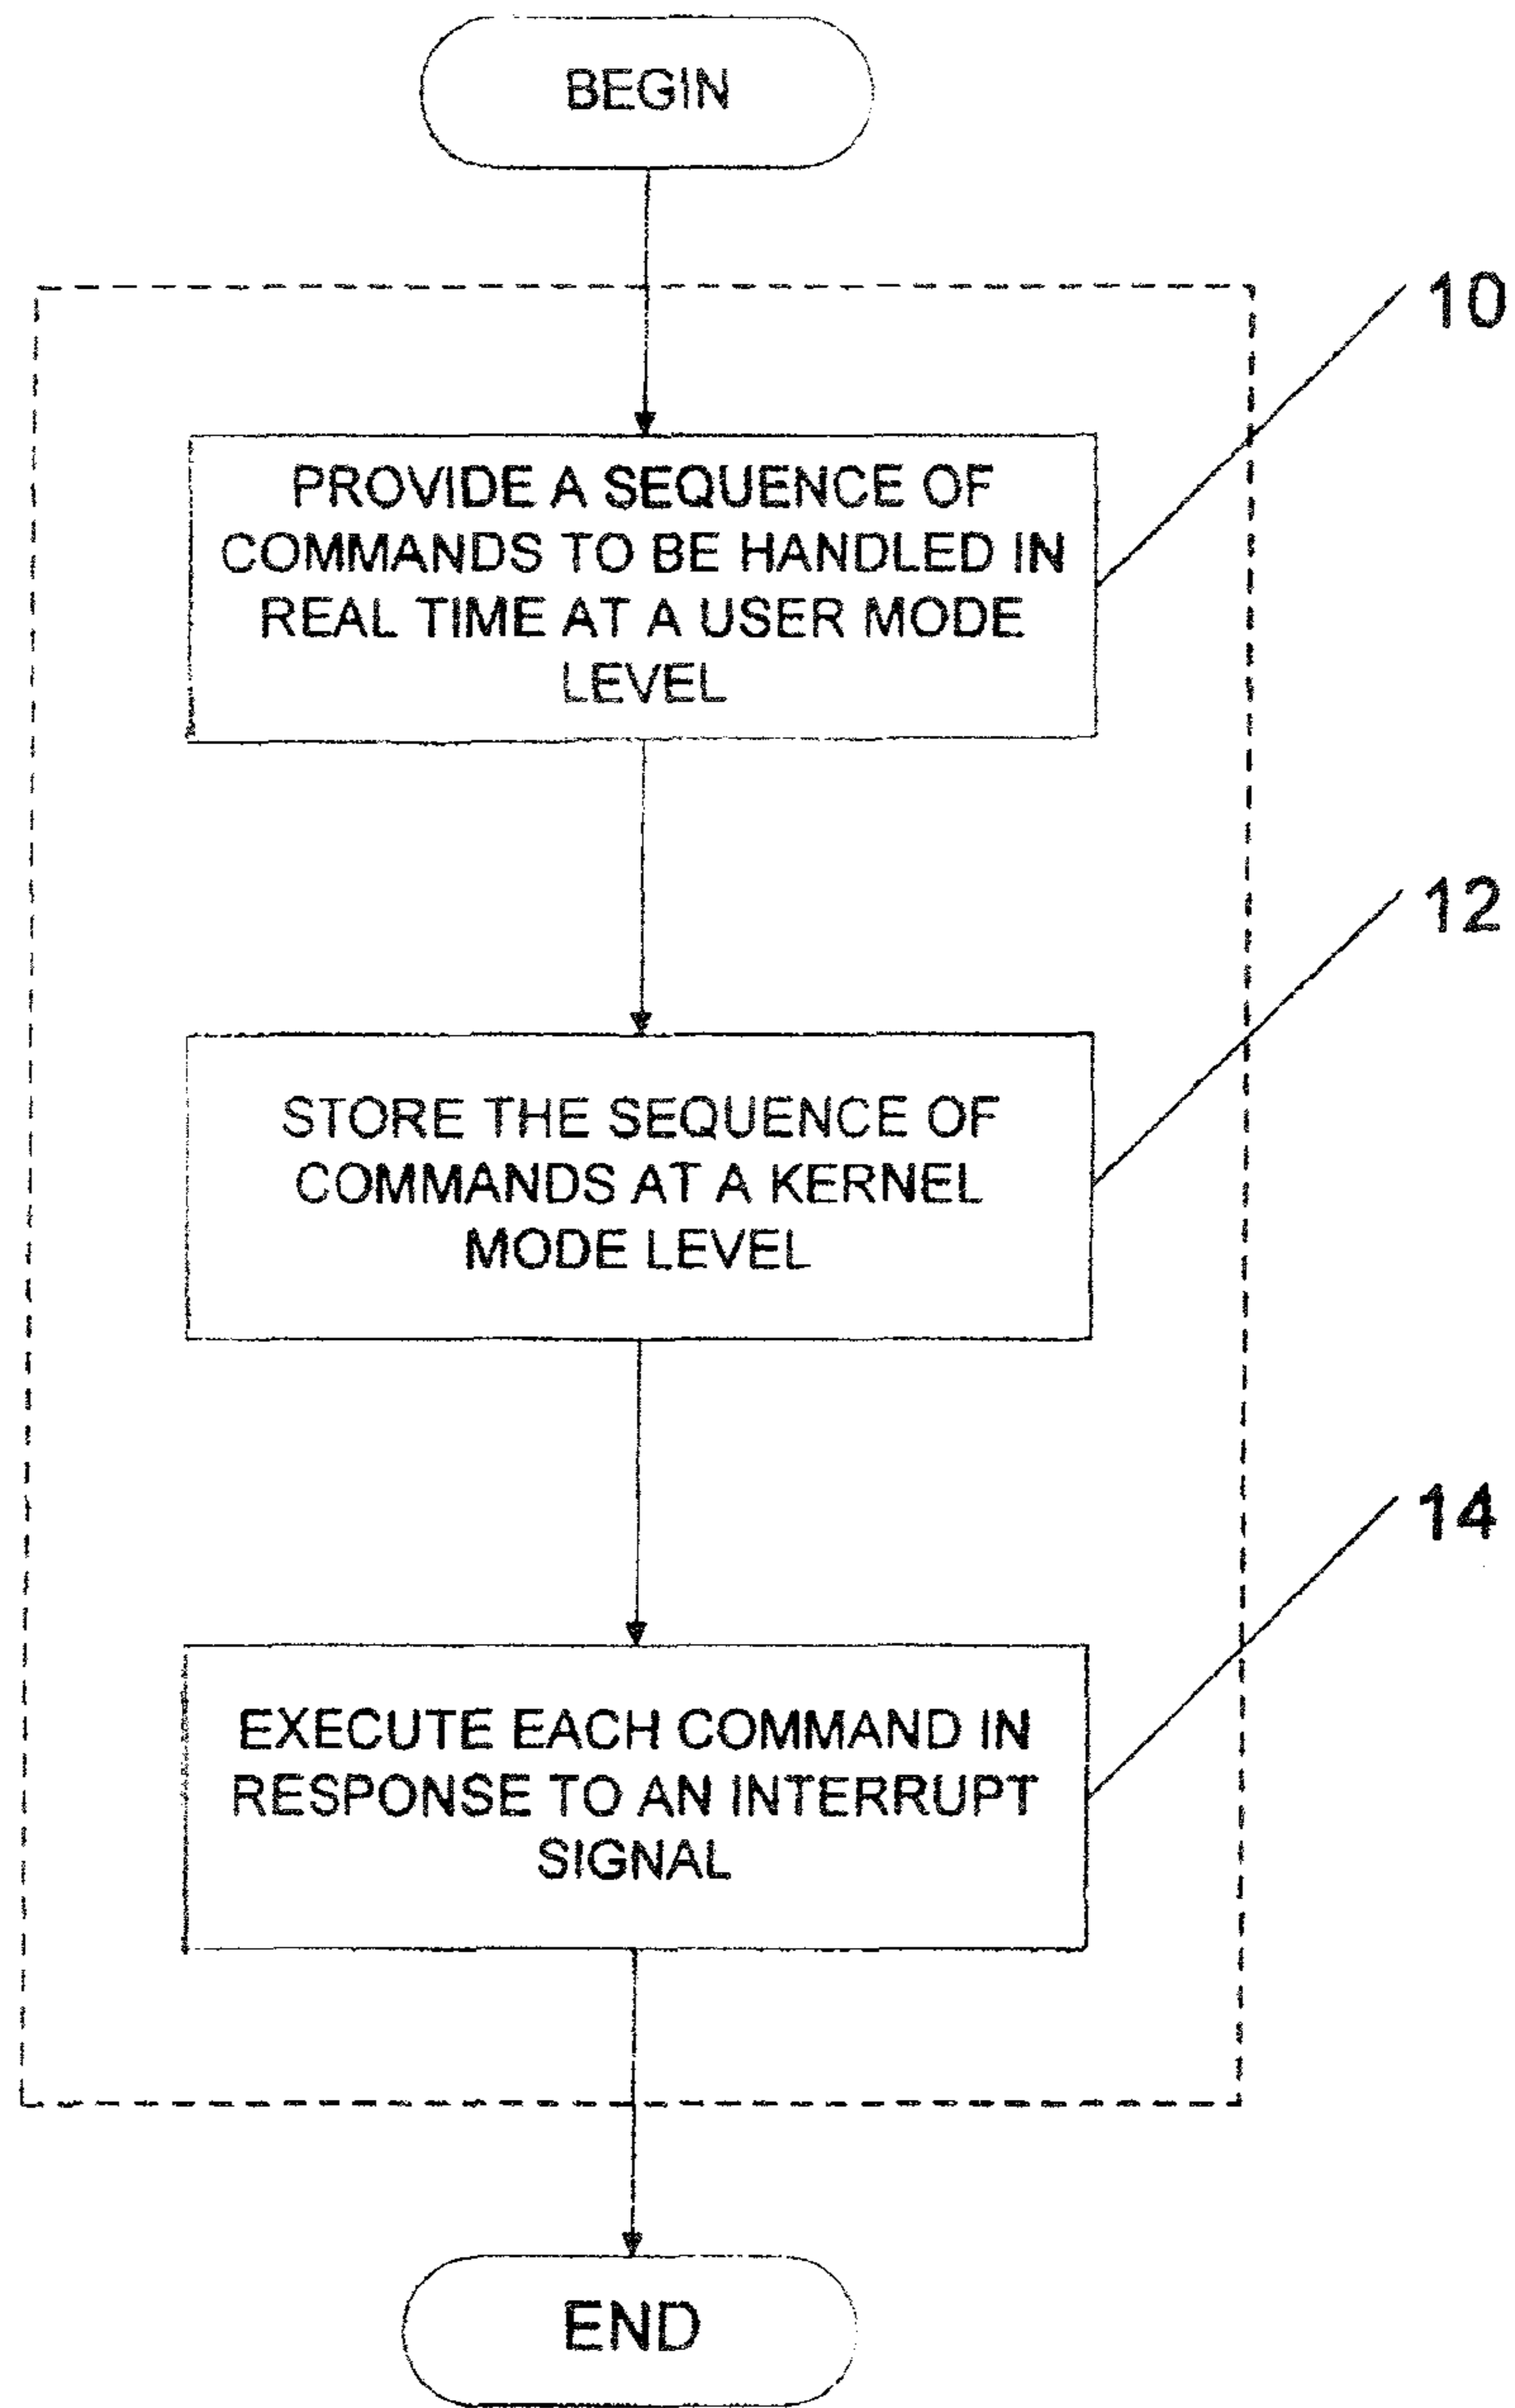 BEGIN
10
PROVIDE A SEQUENCE OF
COMMANDS TO BE HANDLED IN
REAL TIME AT A USER MODE
LEVEL
12
STORE THE SEQUENCE OF
COMMANDS AT A KERNEL
MODE LEVEL
14
EXECUTE EACH COMMAND IN
RESPONSE TO AN INTERRUPT
SIGNAL
END